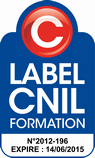 C
LABEL
CNIL
FORMATION
N°2012-196
EXPIRE : 14/06/2015